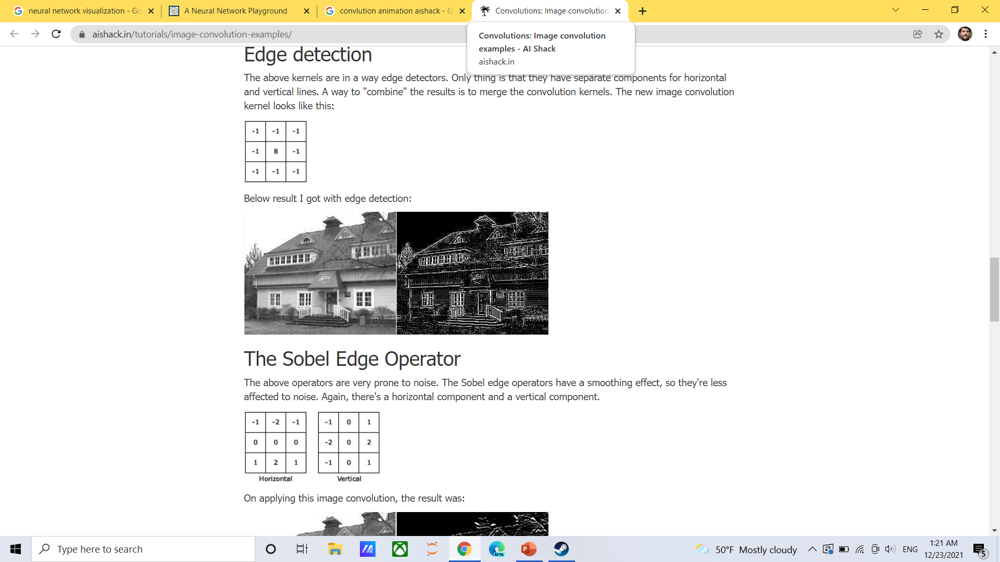 neural network visualization - Go
A Neural Network Playground
convlution animation aishack - G
Convolutions: Image convolution
aishack.in/tutorials/image-convolution-examples/
Convolutions: Image convolution
examples - AI Shack
aishack.in
Edge detection
The above kernels are in a way edge detectors. Only thing is that they have separate components for horizontal
and vertical lines. A way to "combine" the results is to merge the convolution kernels. The new image convolution
kernel looks like this:
-1 -1 -1
-1 8 -1
-1 -1 -1
Below result I got with edge detection:
The Sobel Edge Operator
The above operators are very prone to noise. The Sobel edge operators have a smoothing effect, so they're less
affected to noise. Again, there's a horizontal component and a vertical component.
-1 -2 -1
0 0 0
1 2 1
Horizontal
-1 0 1
-2 0 2
-1 0 1
Vertical
On applying this image convolution, the result was:
Type here to search
BETA
P
50°F Mostly cloudy
ENG
1:21 AM
12/23/2021
5